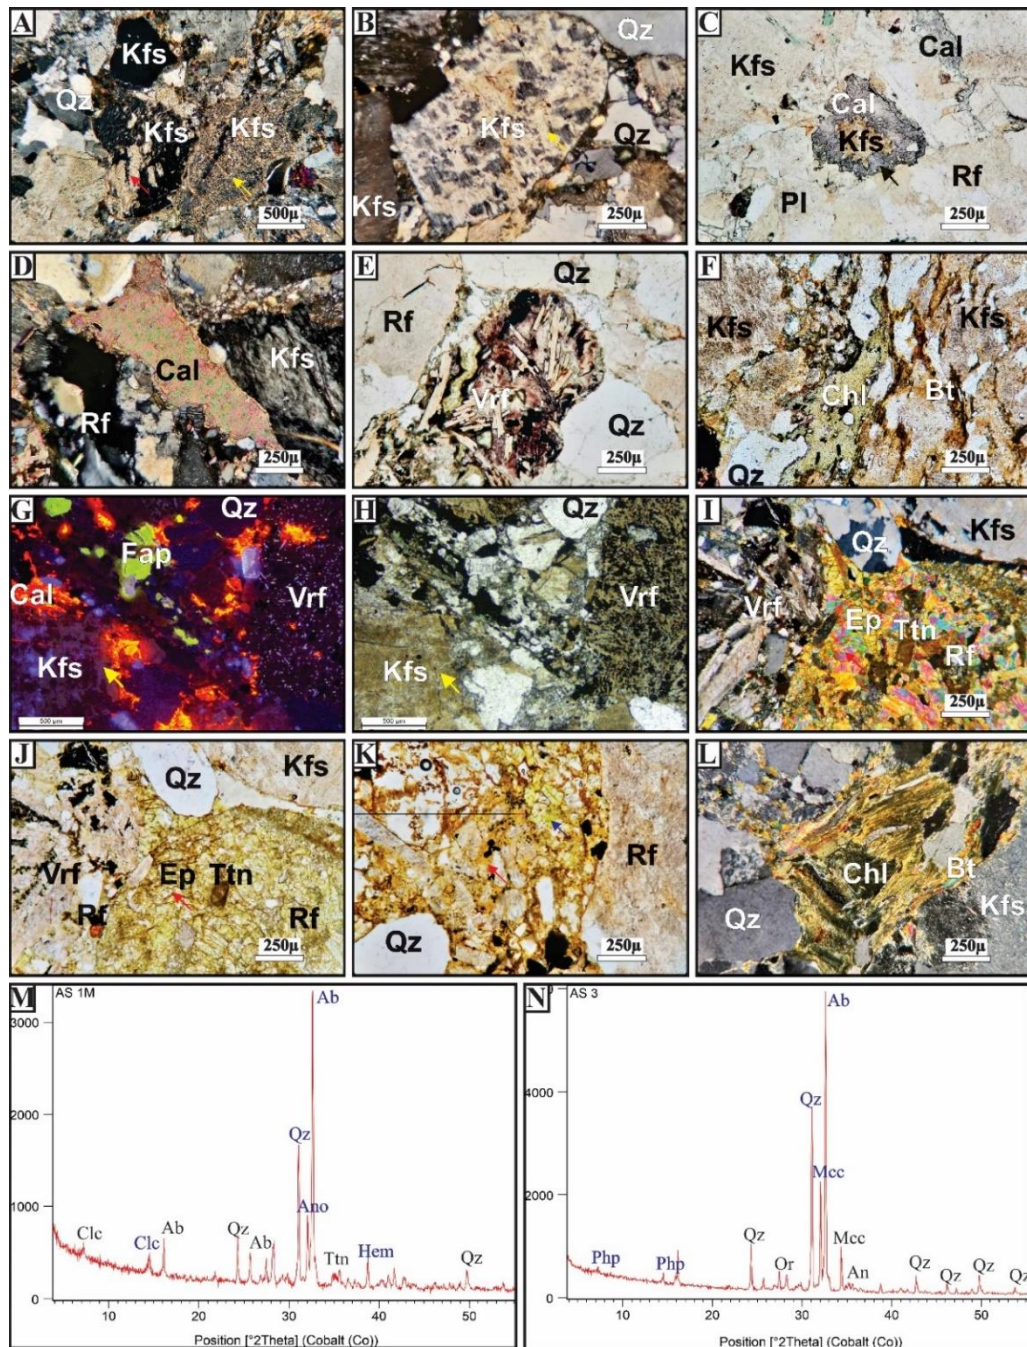 A
Kfs
Qz
Kfs
Kfs
500µ
B
Qz
Kfs
Qz
Kfs
250µ
C
Kfs
Cal
Cal
Kfs
Rf
Pl
250µ
D
Cal
Kfs
Rf
250µ
E
Qz
Rf
Vrf
Qz
250µ
F
Kfs
Kfs
Chl
Bt
Qz
250µ
G
Qz
Fap
Cal
Vrf
Kfs
500 µm
H
Qz
Vrf
Kfs
I
Qz
Kfs
Vrf
Ep
Ttn
Rf
250µ
J
Qz
Kfs
Vrf
Ep
Ttn
Rf
Rf
250µ
K
Rf
Qz
250µ
L
Chl
Bt
Qz
Kfs
250µ
M
AS 1M
Ab
3000
2000
Qz
1000
Ano
Clc
Clc
Ab
Qz
Ab
Ttn
Hem
Qz
0
10 20 30 40 50
Position [°2Theta] (Cobalt (Co))
N
AS 3
Ab
4000
Qz
Mcc
2000
Php
Php
Qz
Or
Mcc
An
Qz
Qz
Qz
Qz
0
10 20 30 40 50
Position [°2Theta] (Cobalt (Co))